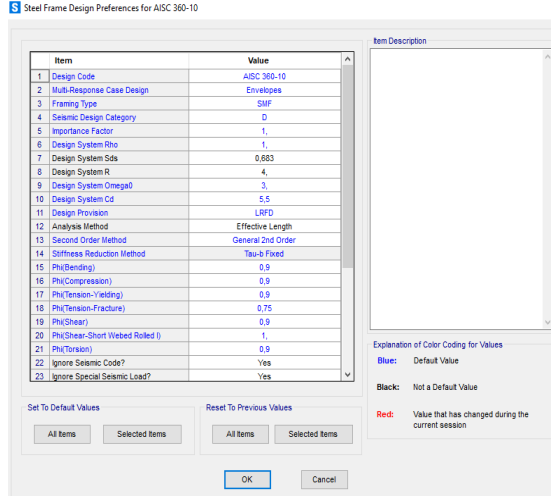 S Steel Frame Design Preferences for AISC 360-10
Item Value
1 Design Code AISC 360-10
2 Multi-Response Case Design Envelopes
3 Framing Type SMF
4 Seismic Design Category D
5 Importance Factor 1,
6 Design System Rho 1,
7 Design System Sds 0,683
8 Design System R 4,
9 Design System Omega0 3,
10 Design System Cd 5,5
11 Design Provision LRFD
12 Analysis Method Effective Length
13 Second Order Method General 2nd Order
14 Stiffness Reduction Method Tau-b Fixed
15 Phi(Bending) 0,9
16 Phi(Compression) 0,9
17 Phi(Tension-Yielding) 0,9
18 Phi(Tension-Fracture) 0,75
19 Phi(Shear) 0,9
20 Phi(Shear-Short Webed Rolled I) 1,
21 Phi(Torsion) 0,9
22 Ignore Seismic Code? Yes
23 Ignore Special Seismic Load? Yes
Item Description
Explanation of Color Coding for Values
Blue: Default Value
Black: Not a Default Value
Red: Value that has changed during the
current session
Set To Default Values
All Items Selected Items
Reset To Previous Values
All Items Selected Items
OK Cancel